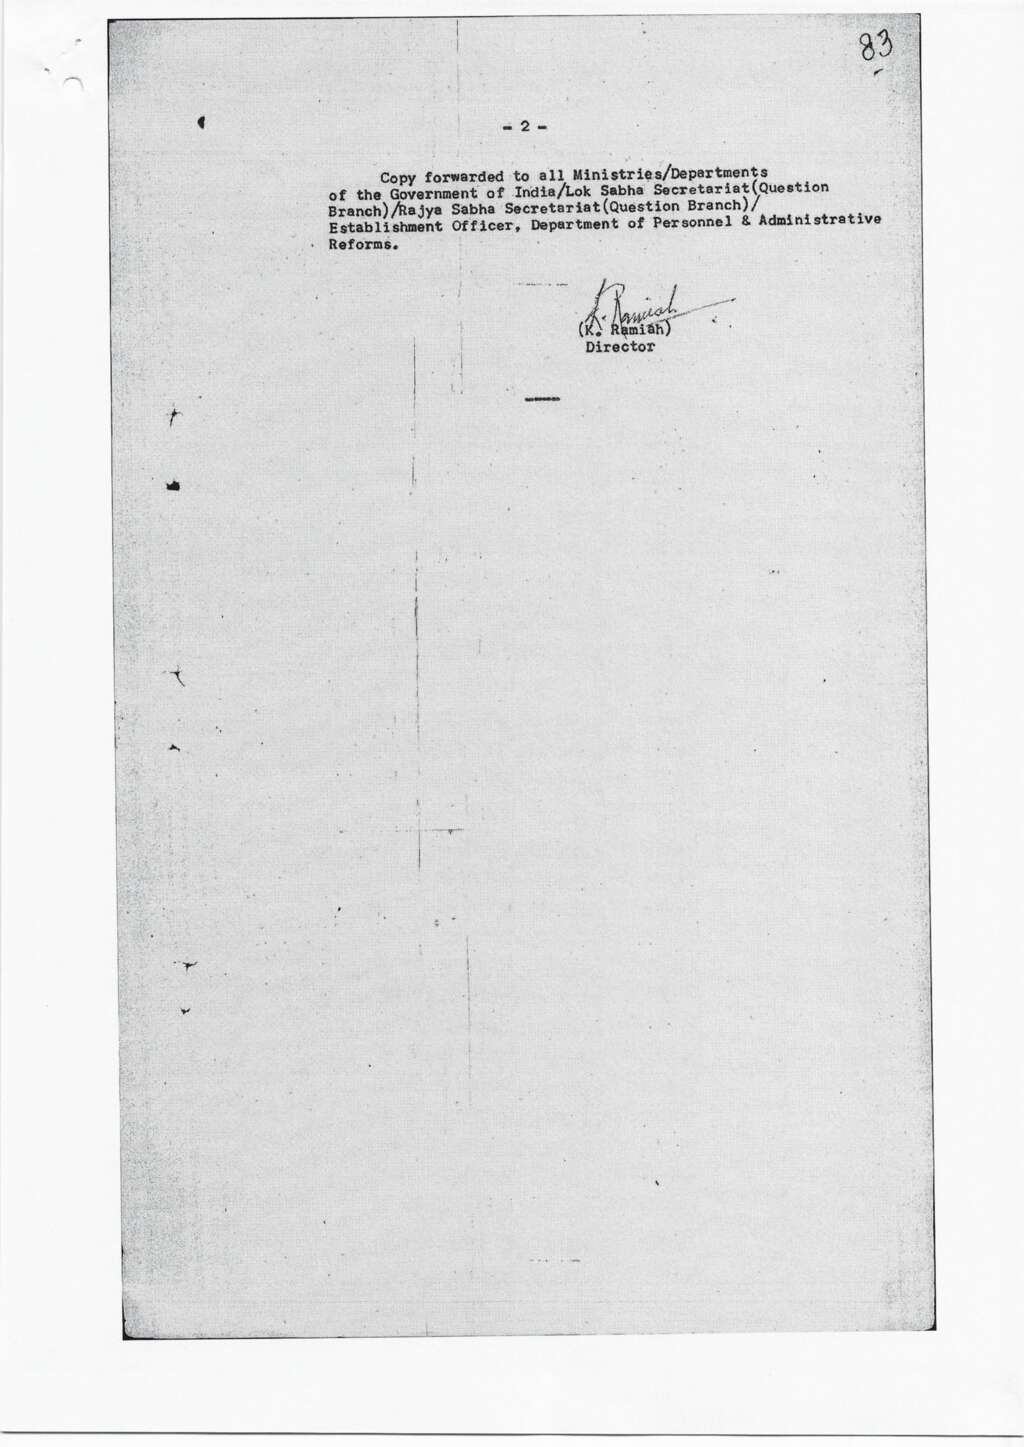 83
- 2 -
Copy forwarded to all Ministries/Departments
of the Government of India/Lok Sabha Secretariat(Question
Branch)/Rajya Sabha Secretariat(Question Branch)/
Establishment Officer, Department of Personnel & Administrative
Reforms.
K. Ramiah
(K. Ramiah)
Director